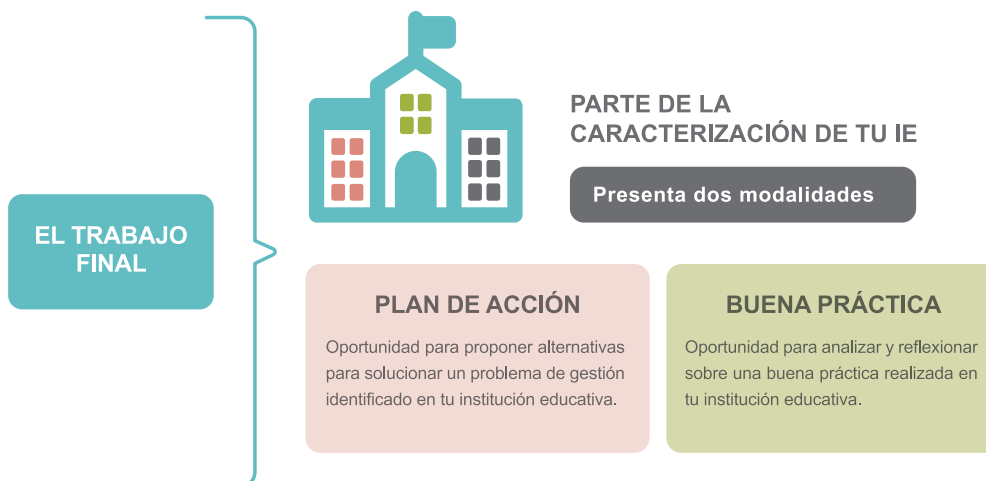 EL TRABAJO
FINAL
PARTE DE LA
CARACTERIZACIÓN DE TU IE
Presenta dos modalidades
PLAN DE ACCIÓN
Oportunidad para proponer alternativas
para solucionar un problema de gestión
identificado en tu institución educativa.
BUENA PRÁCTICA
Oportunidad para analizar y reflexionar
sobre una buena práctica realizada en
tu institución educativa.